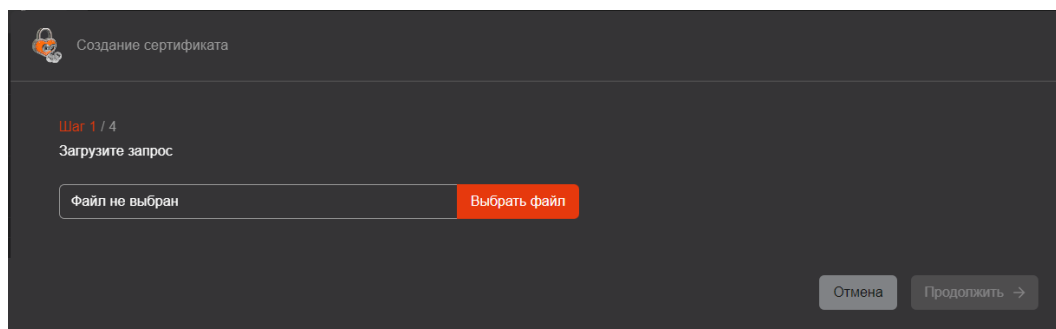 Создание сертификата
Шаг 1 / 4
Загрузите запрос
Файл не выбран Выбрать файл
Отмена Продолжить →